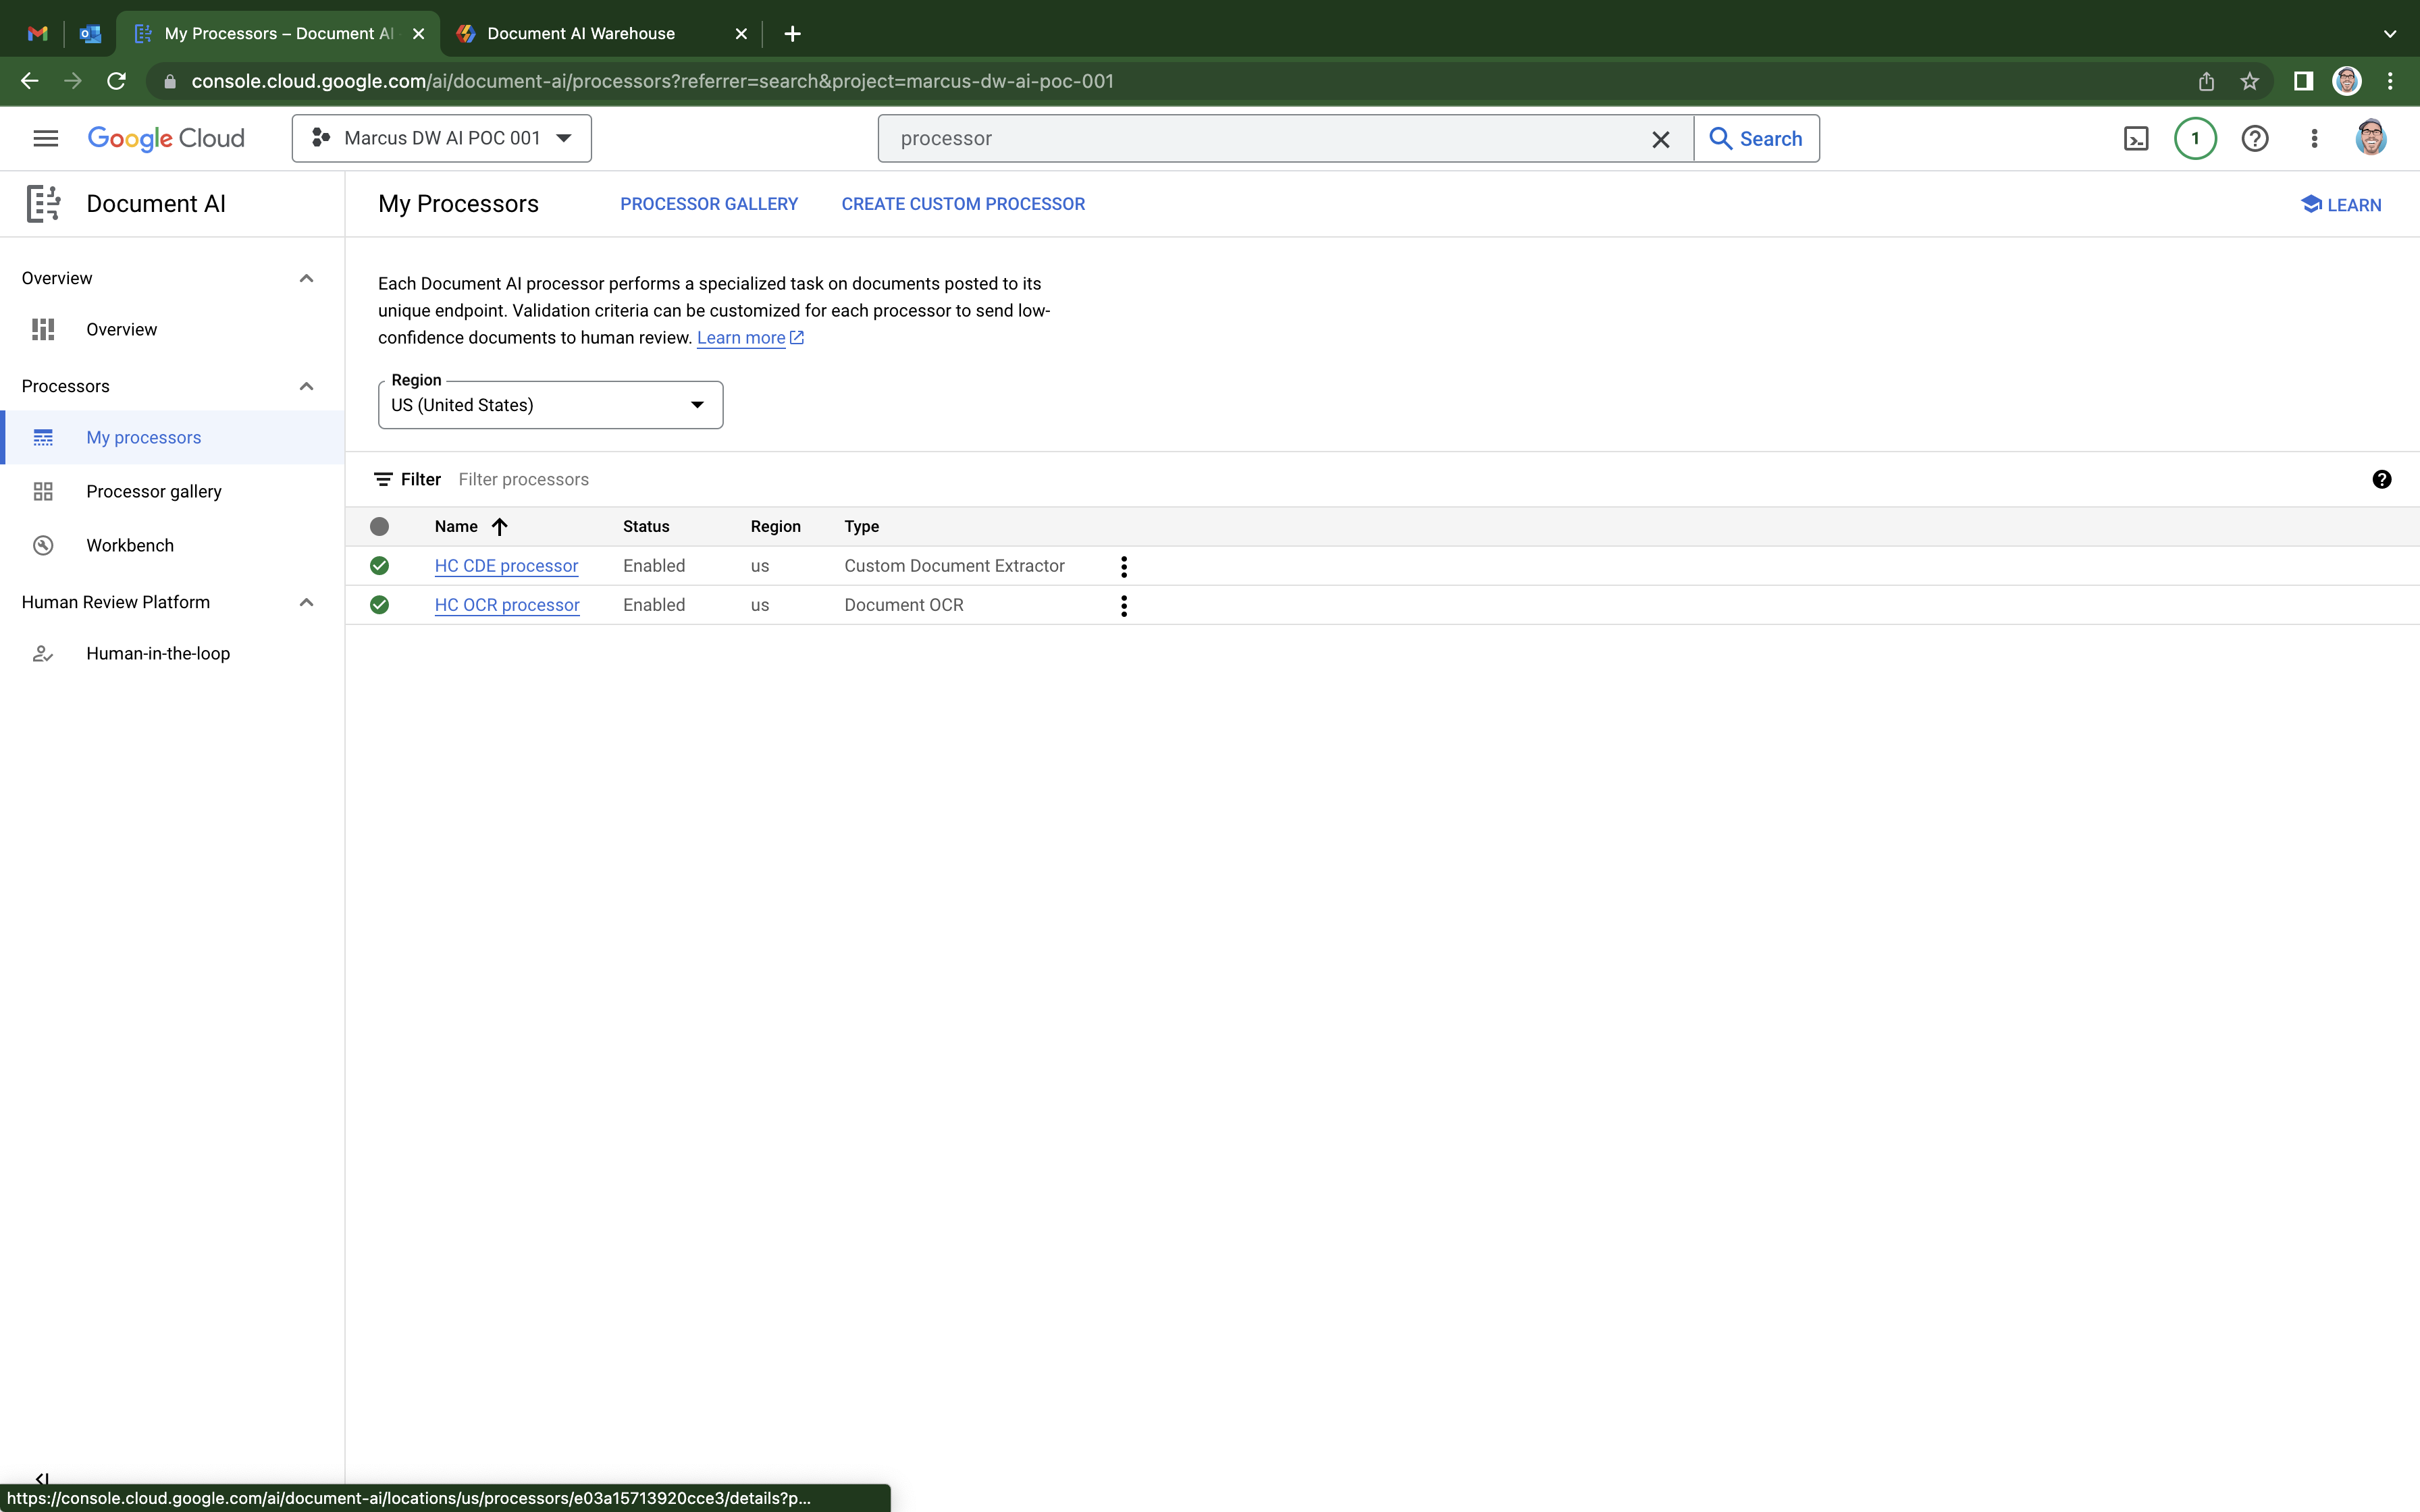 My Processors – Document AI
Document AI Warehouse
console.cloud.google.com/ai/document-ai/processors?referrer=search&project=marcus-dw-ai-poc-001
Google Cloud
Marcus DW AI POC 001
processor
Search
1
Document AI
My Processors
PROCESSOR GALLERY
CREATE CUSTOM PROCESSOR
LEARN
Overview
Overview
Processors
My processors
Processor gallery
Workbench
Human Review Platform
Human-in-the-loop
Each Document AI processor performs a specialized task on documents posted to its
unique endpoint. Validation criteria can be customized for each processor to send low-
confidence documents to human review. Learn more
Region
US (United States)
Filter Filter processors
Name Status Region Type
HC CDE processor Enabled us Custom Document Extractor
HC OCR processor Enabled us Document OCR
https://console.cloud.google.com/ai/document-ai/locations/us/processors/e03a15713920cce3/details?p...